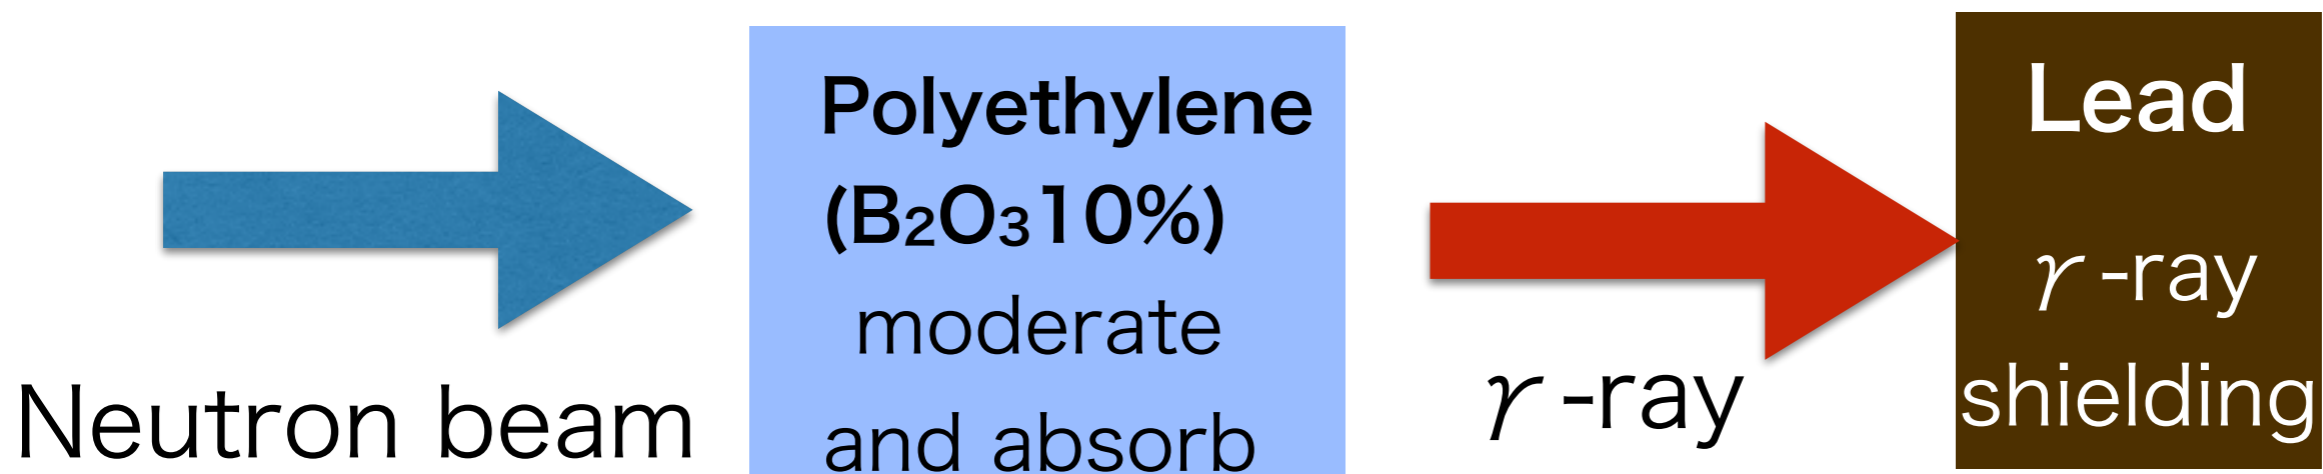 Neutron beam
Polyethylene
(B₂O₃10%)
moderate
and absorb
γ-ray
Lead
γ-ray
shielding